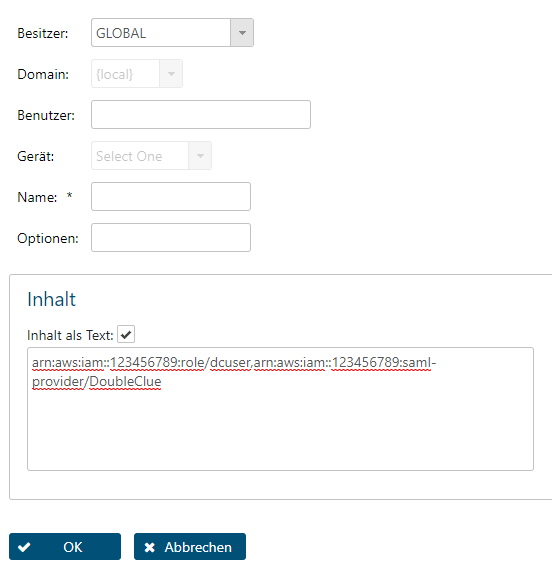 Besitzer: GLOBAL
Domain: {local}
Benutzer:
Gerät: Select One
Name: *
Optionen:
Inhalt
Inhalt als Text:
arn:aws:iam::123456789:role/dcuser,arn:aws:iam::123456789:saml-
provider/DoubleClue
OK Abbrechen